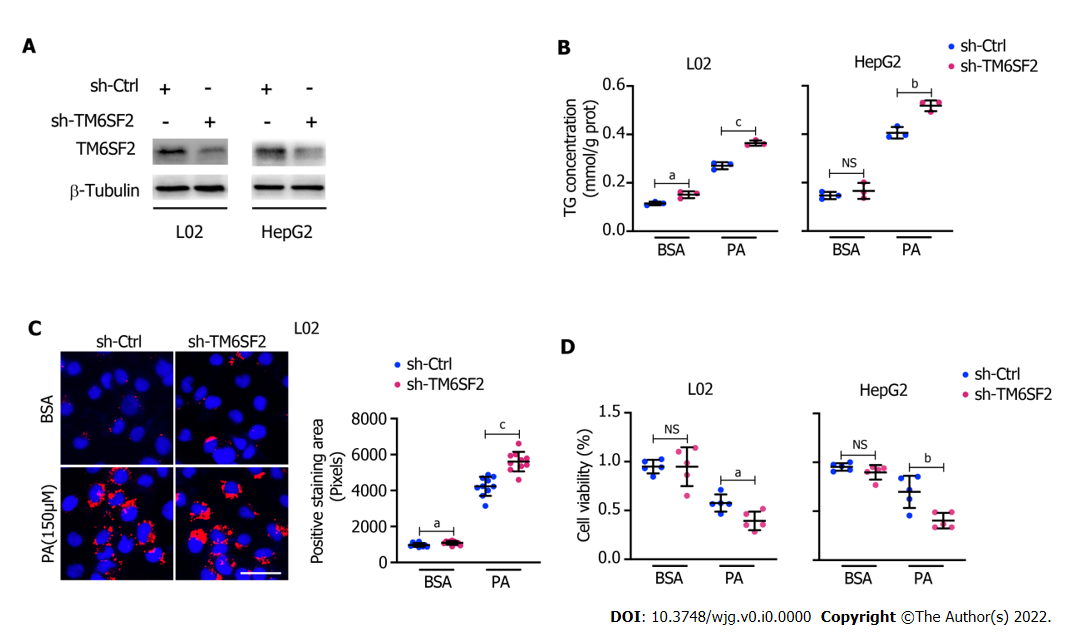 A
sh-Ctrl + - + -
sh-TM6SF2 - + - +
TM6SF2
β-Tubulin
L02 HepG2
B
sh-Ctrl
sh-TM6SF2
L02 HepG2
TG concentration
(mmol/g prot)
0.6
0.4
0.2
0.0
a c
NS b
BSA PA BSA PA
C
L02
sh-Ctrl sh-TM6SF2
BSA
PA(150μM)
sh-Ctrl
sh-TM6SF2
Positive staining area
(Pixels)
8000
6000
4000
2000
0
a c
BSA PA
D
sh-Ctrl
sh-TM6SF2
L02 HepG2
Cell viability (%)
1.5
1.0
0.5
0.0
NS a
NS b
BSA PA BSA PA
DOI: 10.3748/wjg.v0.i0.0000 Copyright ©The Author(s) 2022.